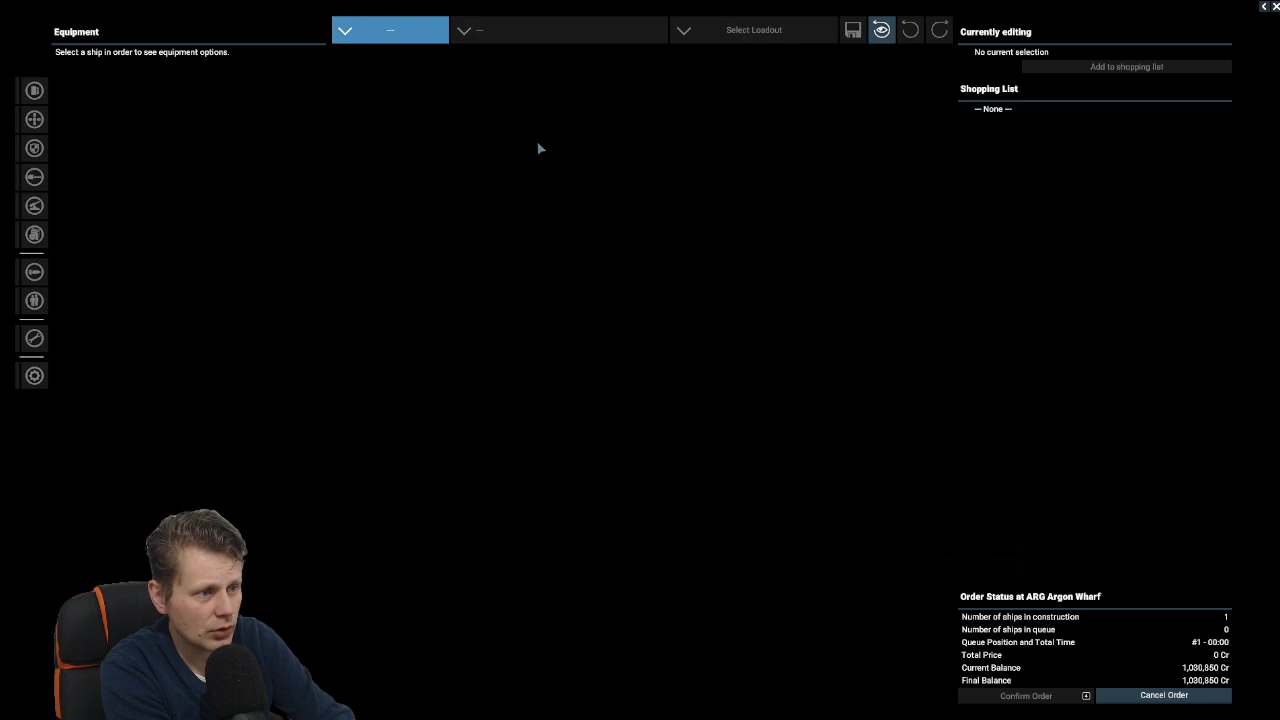 Equipment
Select a ship in order to see equipment options.
—
—
Select Loadout
Currently editing
No current selection
Add to shopping list
Shopping List
— None —
Order Status at ARG Argon Wharf
Number of ships in construction 1
Number of ships in queue 0
Queue Position and Total Time #1 - 00:00
Total Price 0 Cr
Current Balance 1,030,850 Cr
Final Balance 1,030,850 Cr
Confirm Order
Cancel Order